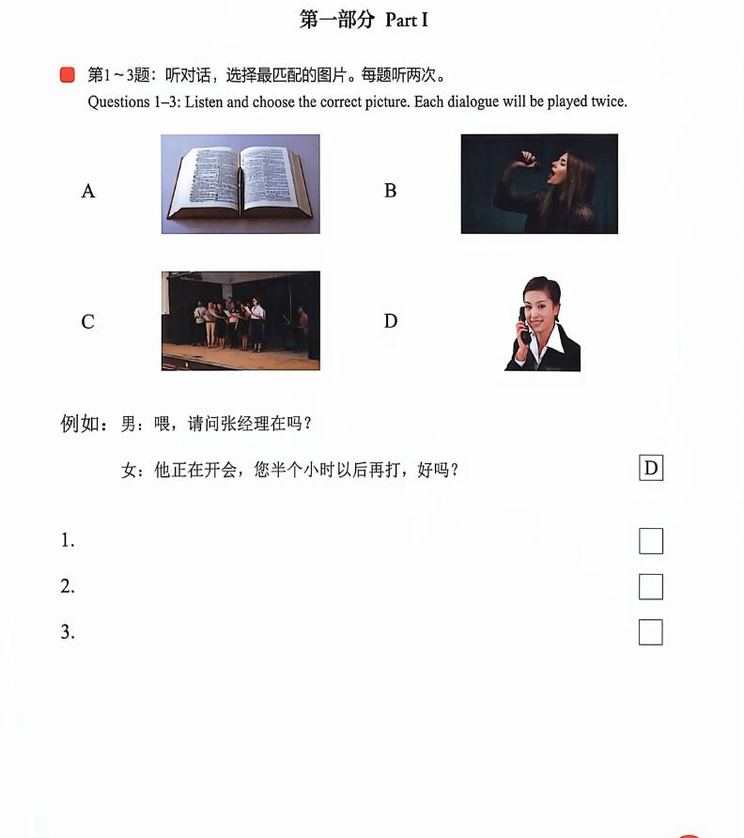 第一部分 Part I
第1~3题：听对话，选择最匹配的图片。每题听两次。
Questions 1–3: Listen and choose the correct picture. Each dialogue will be played twice.
A
B
C
D
例如：男：喂，请问张经理在吗？
女：他正在开会，您半个小时以后再打，好吗？ D
1.
2.
3.